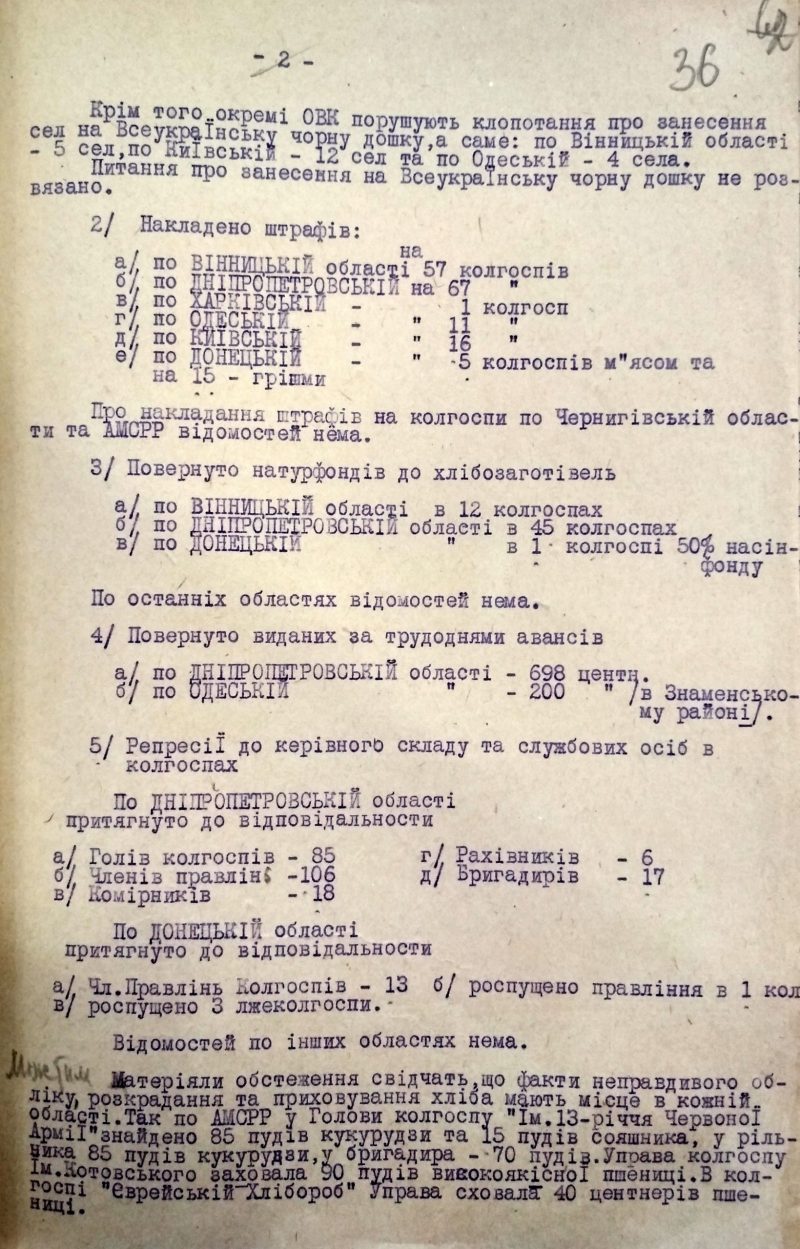 - 2 -
36
Крім того окремі ОВК порушують клопотання про занесення
сел на Всеукраїнську чорну дошку,а саме: по Вінницькій області
- 5 сел,по Київській - 12 сел та по Одеській - 4 села.
Питання про занесення на Всеукраїнську чорну дошку не роз-
вязано.
2/ Накладено штрафів:
на
а/ по ВІННИЦЬКІЙ області 57 колгоспів
б/ по ДНІПРОПЕТРОВСЬКІЙ на 67 "
в/ по ХАРКІВСЬКІЙ - 1 колгосп
г/ по ОДЕСЬКІЙ - " 11 "
д/ по КИЇВСЬКІЙ - " 16 "
е/ по ДОНЕЦЬКІЙ - " 5 колгоспів м"ясом та
на 15 - грішми
Про накладання штрафів на колгоспи по Чернигівській облас-
ти та АМСРР відомостей нема.
3/ Повернуто натурфондів до хлібозаготівель
а/ по ВІННИЦЬКІЙ області в 12 колгоспах
б/ по ДНІПРОПЕТРОВСЬКІЙ області в 45 колгоспах
в/ по ДОНЕЦЬКІЙ " в 1 колгоспі 50% насін-
фонду
По останніх областях відомостей нема.
4/ Повернуто виданих за трудоднями авансів
а/ по ДНІПРОПЕТРОВСЬКІЙ області - 698 центн.
б/ по ОДЕСЬКІЙ " - 200 " /в Знаменсько-
му районі/.
5/ Репресії до керівного складу та службових осіб в
колгоспах
По ДНІПРОПЕТРОВСЬКІЙ області
притягнуто до відповідальности
а/ Голів колгоспів - 85 г/ Рахівників - 6
б/ Членів правлінь -106 д/ Бригадирів - 17
в/ Комірників - 18
По ДОНЕЦЬКІЙ області
притягнуто до відповідальности
а/ Чл.Правлінь Колгоспів - 13 б/ роспущено правління в 1 кол
в/ роспущено 3 лжеколгоспи.
Відомостей по інших областях нема.
Матеріяли обстеження свідчать,що факти неправдивого об-
ліку, розкрадання та приховування хліба мають місце в кожній
області.Так по АМСРР у Голови колгоспу "Ім.13-річчя Червоної
Армії"знайдено 85 пудів кукурудзи та 15 пудів сояшника, у ріль-
ника 85 пудів кукурудзи,у бригадира - 70 пудів.Управа колгоспу
Ім.Котовського заховала 90 пудів високоякісної пшениці.В кол-
госпі "Єврейській Хлібороб" Управа сховала 40 центнерів пше-
ниці.